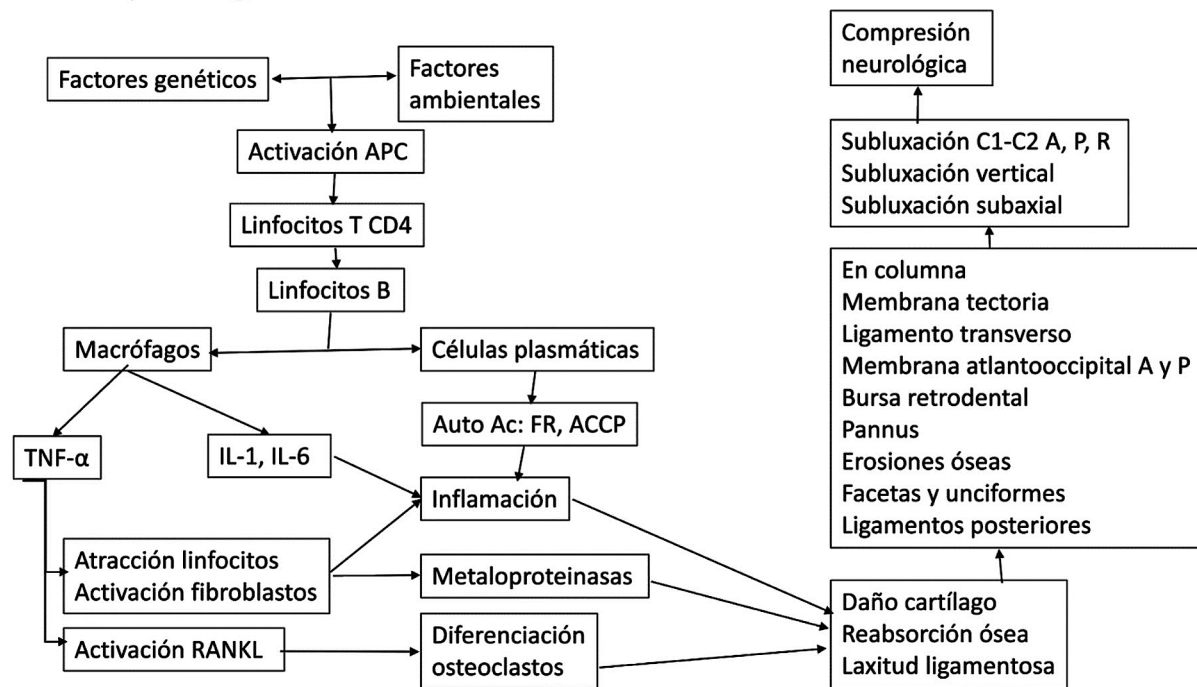 Factores genéticos
Factores
ambientales
Activación APC
Linfocitos T CD4
Linfocitos B
Macrófagos
Células plasmáticas
TNF-α
IL-1, IL-6
Auto Ac: FR, ACCP
Inflamación
Atracción linfocitos
Activación fibroblastos
Metaloproteinasas
Activación RANKL
Diferenciación
osteoclastos
Daño cartílago
Reabsorción ósea
Laxitud ligamentosa
En columna
Membrana tectoria
Ligamento transverso
Membrana atlantooccipital A y P
Bursa retrodental
Pannus
Erosiones óseas
Facetas y unciformes
Ligamentos posteriores
Subluxación C1-C2 A, P, R
Subluxación vertical
Subluxación subaxial
Compresión
neurológica